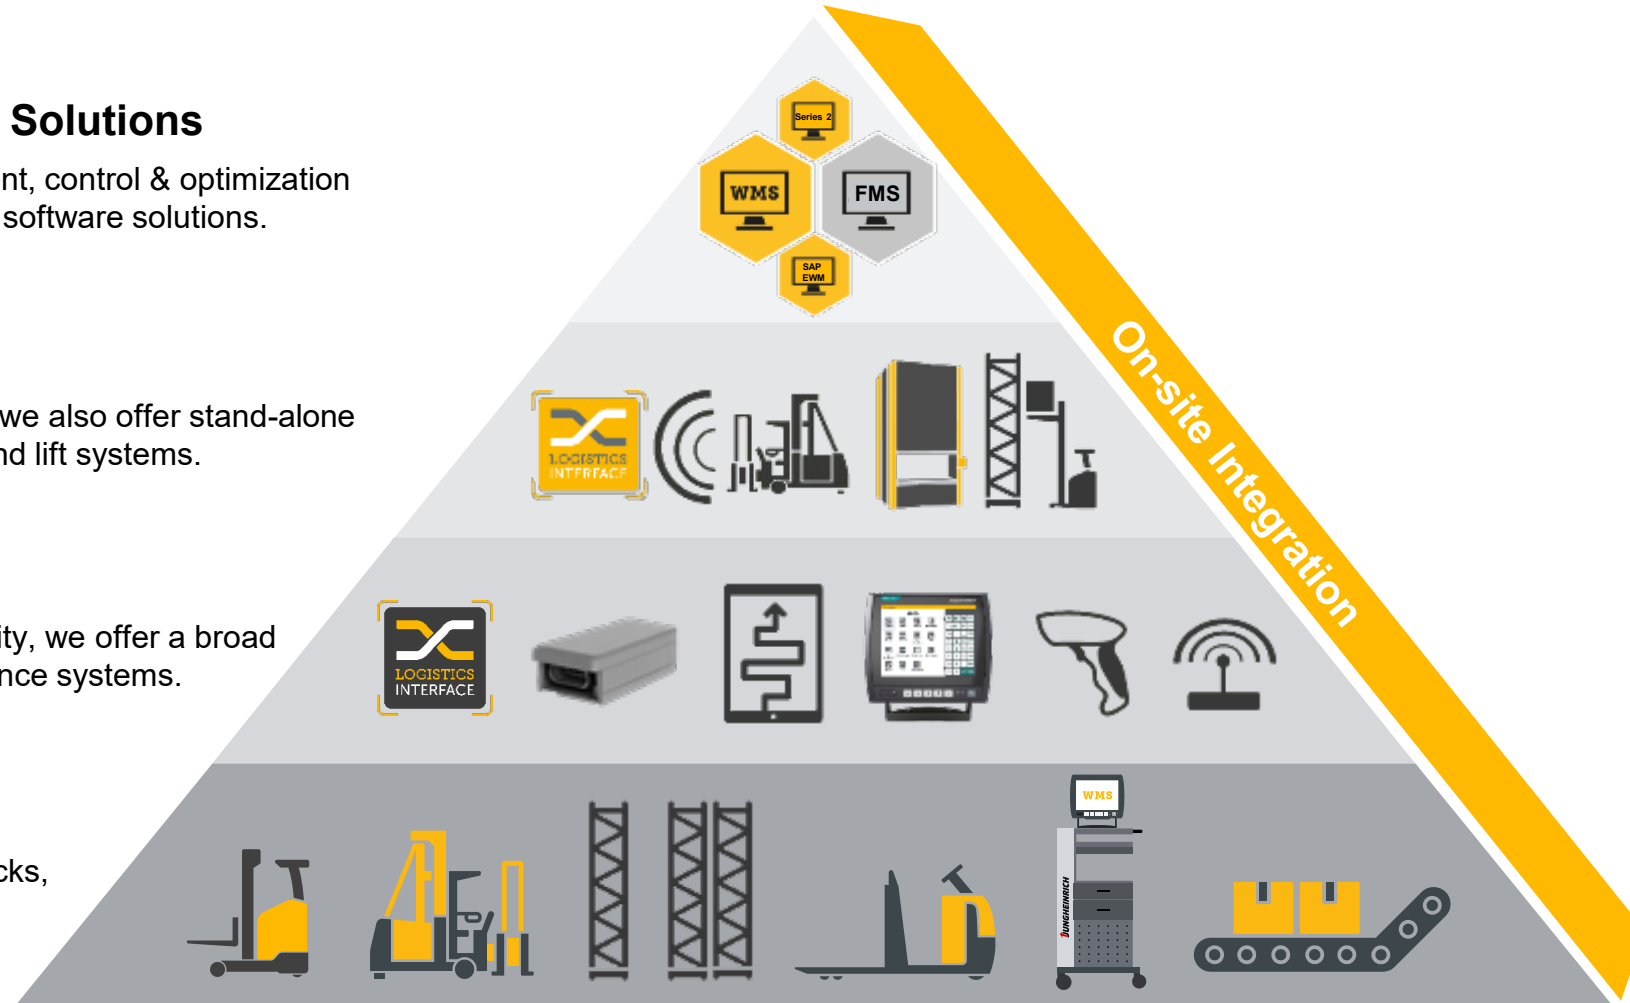 Solutions
nt, control & optimization
software solutions.
Series 2
WMS
FMS
SAP
EWM
we also offer stand-alone
nd lift systems.
LOGISTICS
INTERFACE
On-site Integration
ity, we offer a broad
nce systems.
LOGISTICS
INTERFACE
cks,
WMS
JUNGHEINRICH